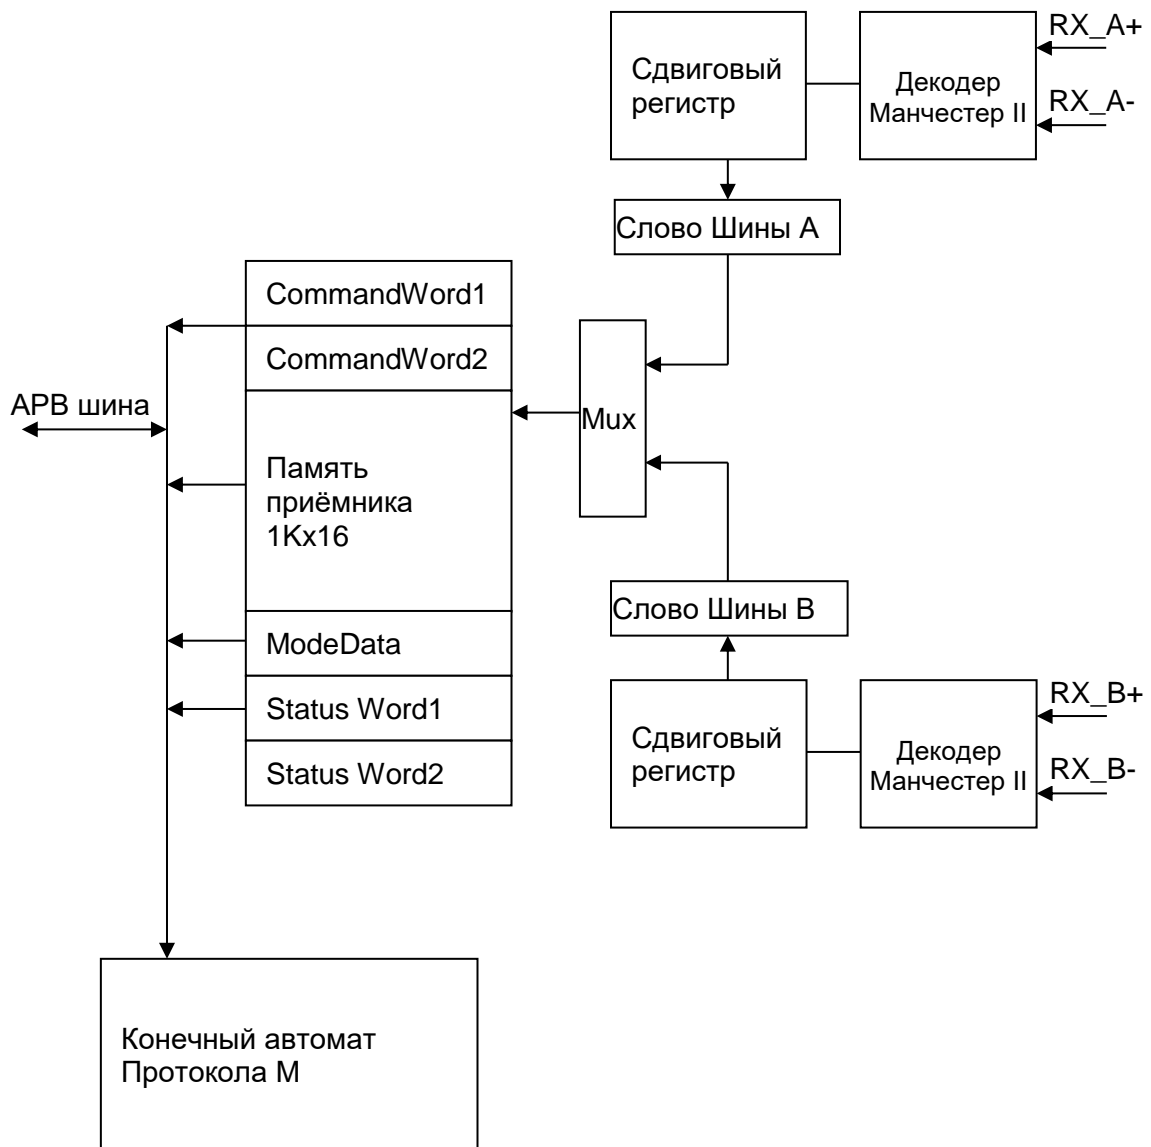 RX_A+
Сдвиговый
регистр
Декодер
Манчестер II
RX_A-
Слово Шины А
CommandWord1
CommandWord2
APB шина
Mux
Память
приёмника
1Kx16
Слово Шины В
ModeData
Status Word1
Status Word2
RX_B+
Сдвиговый
регистр
Декодер
Манчестер II
RX_B-
Конечный автомат
Протокола М